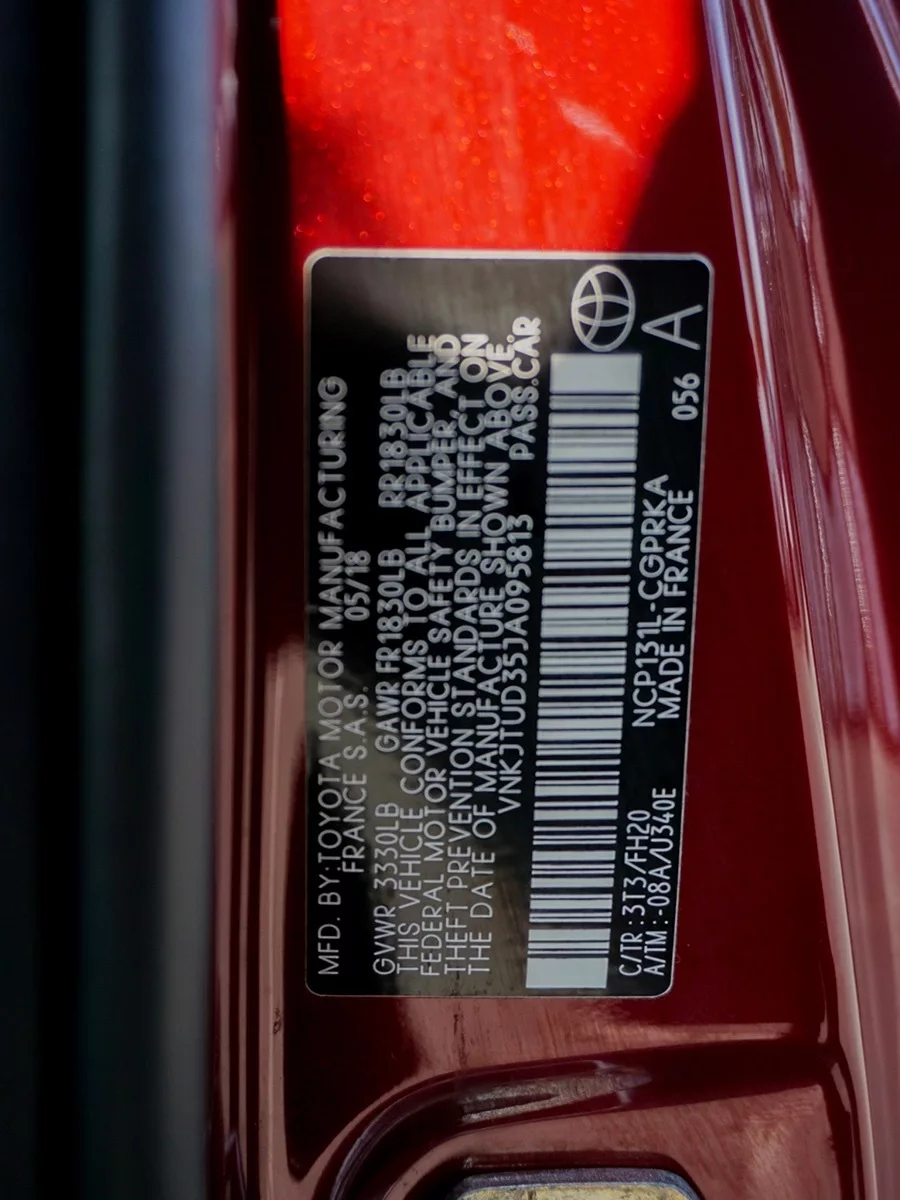 MFD. BY:TOYOTA MOTOR MANUFACTURING
FRANCE S.A.S. 05/18
GVWR 3330LB GAWR FR1830LB RR1830LB
THIS VEHICLE CONFORMS TO ALL APPLICABLE
FEDERAL MOTOR VEHICLE SAFETY BUMPER, AND
THEFT PREVENTION STANDARDS IN EFFECT ON
THE DATE OF MANUFACTURE SHOWN ABOVE.
VNKJTUD35JA095813 PASS.CAR
C/TR:3T3/FH20 NCP131L-CGPRKA
A/TM:-08A/U340E MADE IN FRANCE 056 A